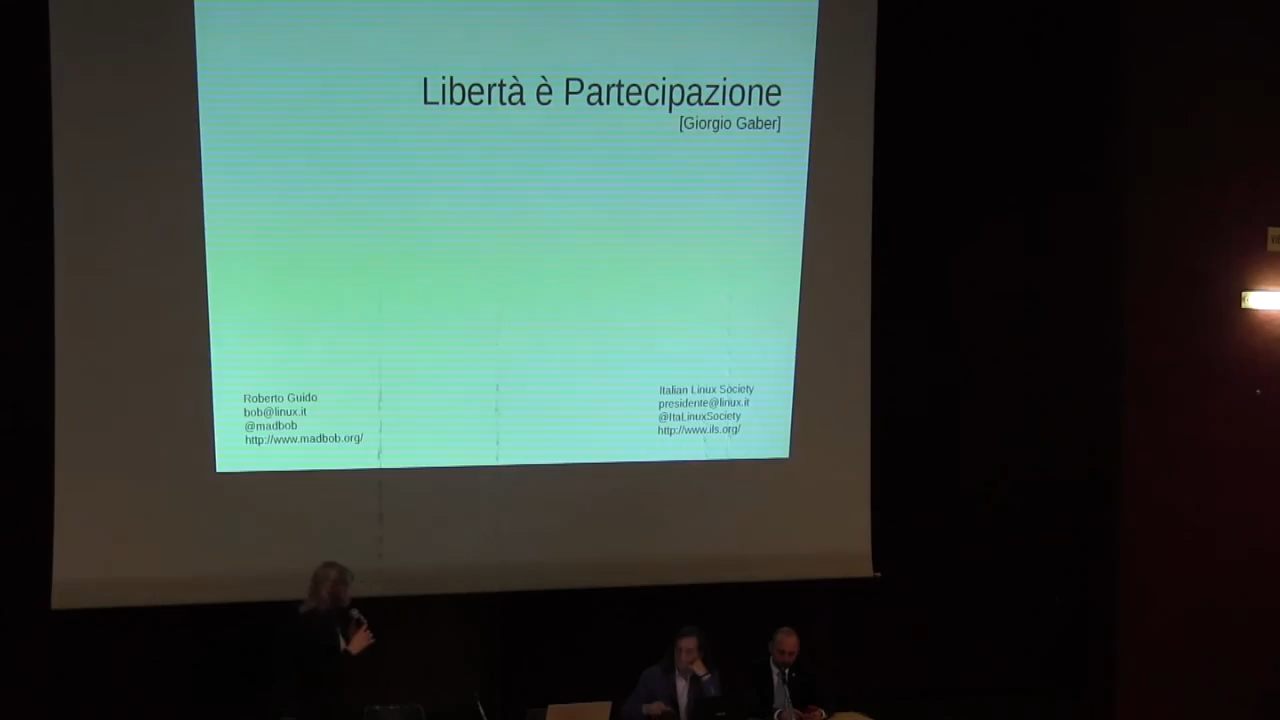 Libertà è Partecipazione
[Giorgio Gaber]
Roberto Guido
bob@linux.it
@madbob
http://www.madbob.org/
Italian Linux Society
presidente@linux.it
@ItaLinuxSociety
http://www.ils.org/